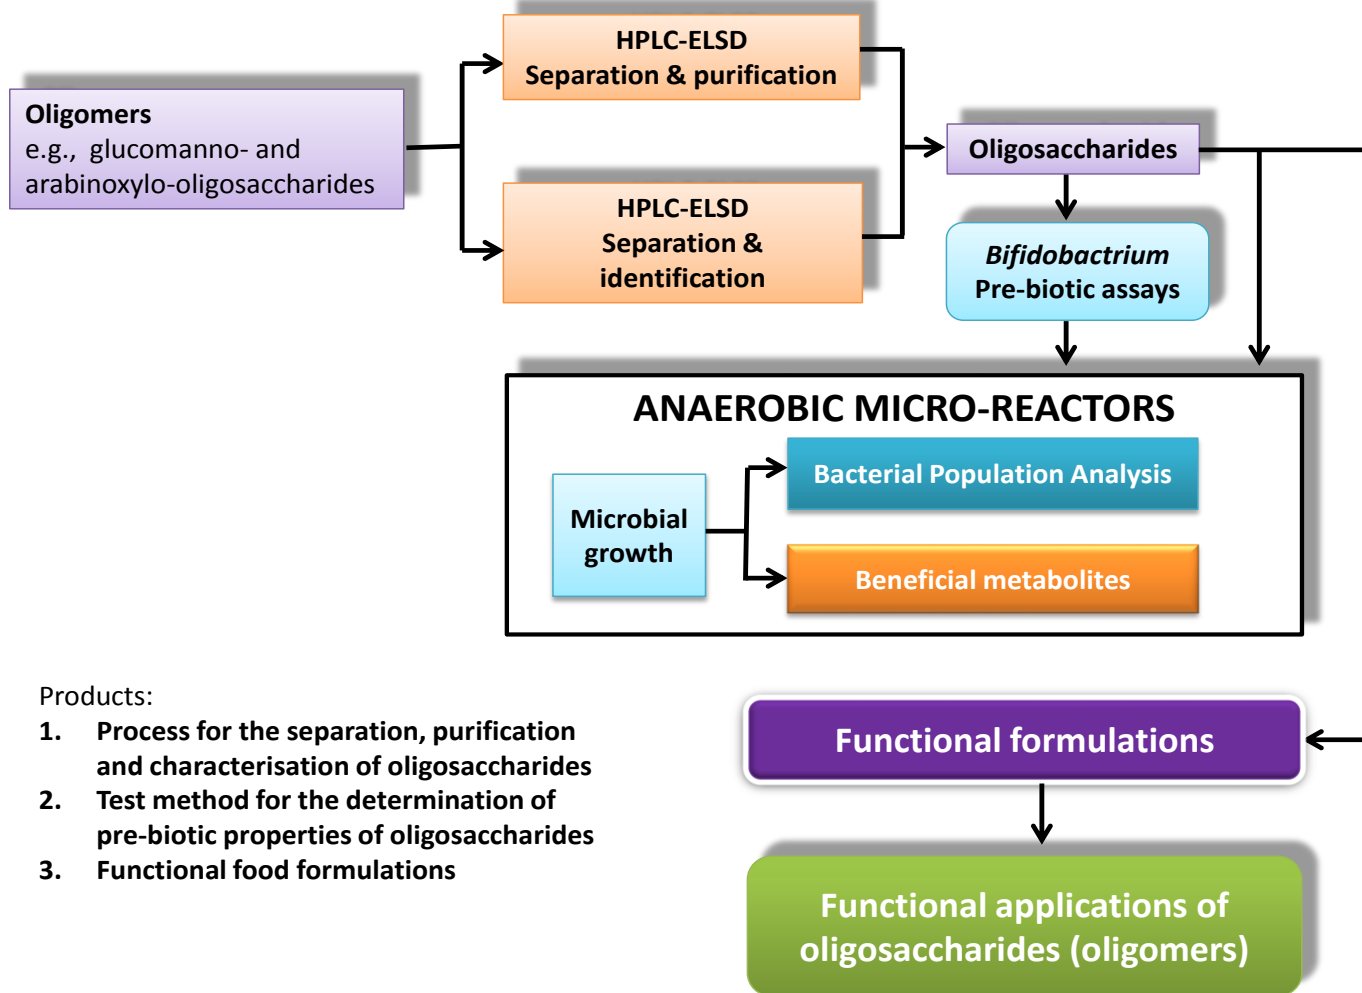 HPLC-ELSD
Separation & purification
Oligomers
e.g., glucomanno- and
arabinoxylo-oligosaccharides
Oligosaccharides
HPLC-ELSD
Separation &
identification
Bifidobactrium
Pre-biotic assays
ANAEROBIC MICRO-REACTORS
Microbial
growth
Bacterial Population Analysis
Beneficial metabolites
Products:
1. Process for the separation, purification
and characterisation of oligosaccharides
2. Test method for the determination of
pre-biotic properties of oligosaccharides
3. Functional food formulations
Functional formulations
Functional applications of
oligosaccharides (oligomers)